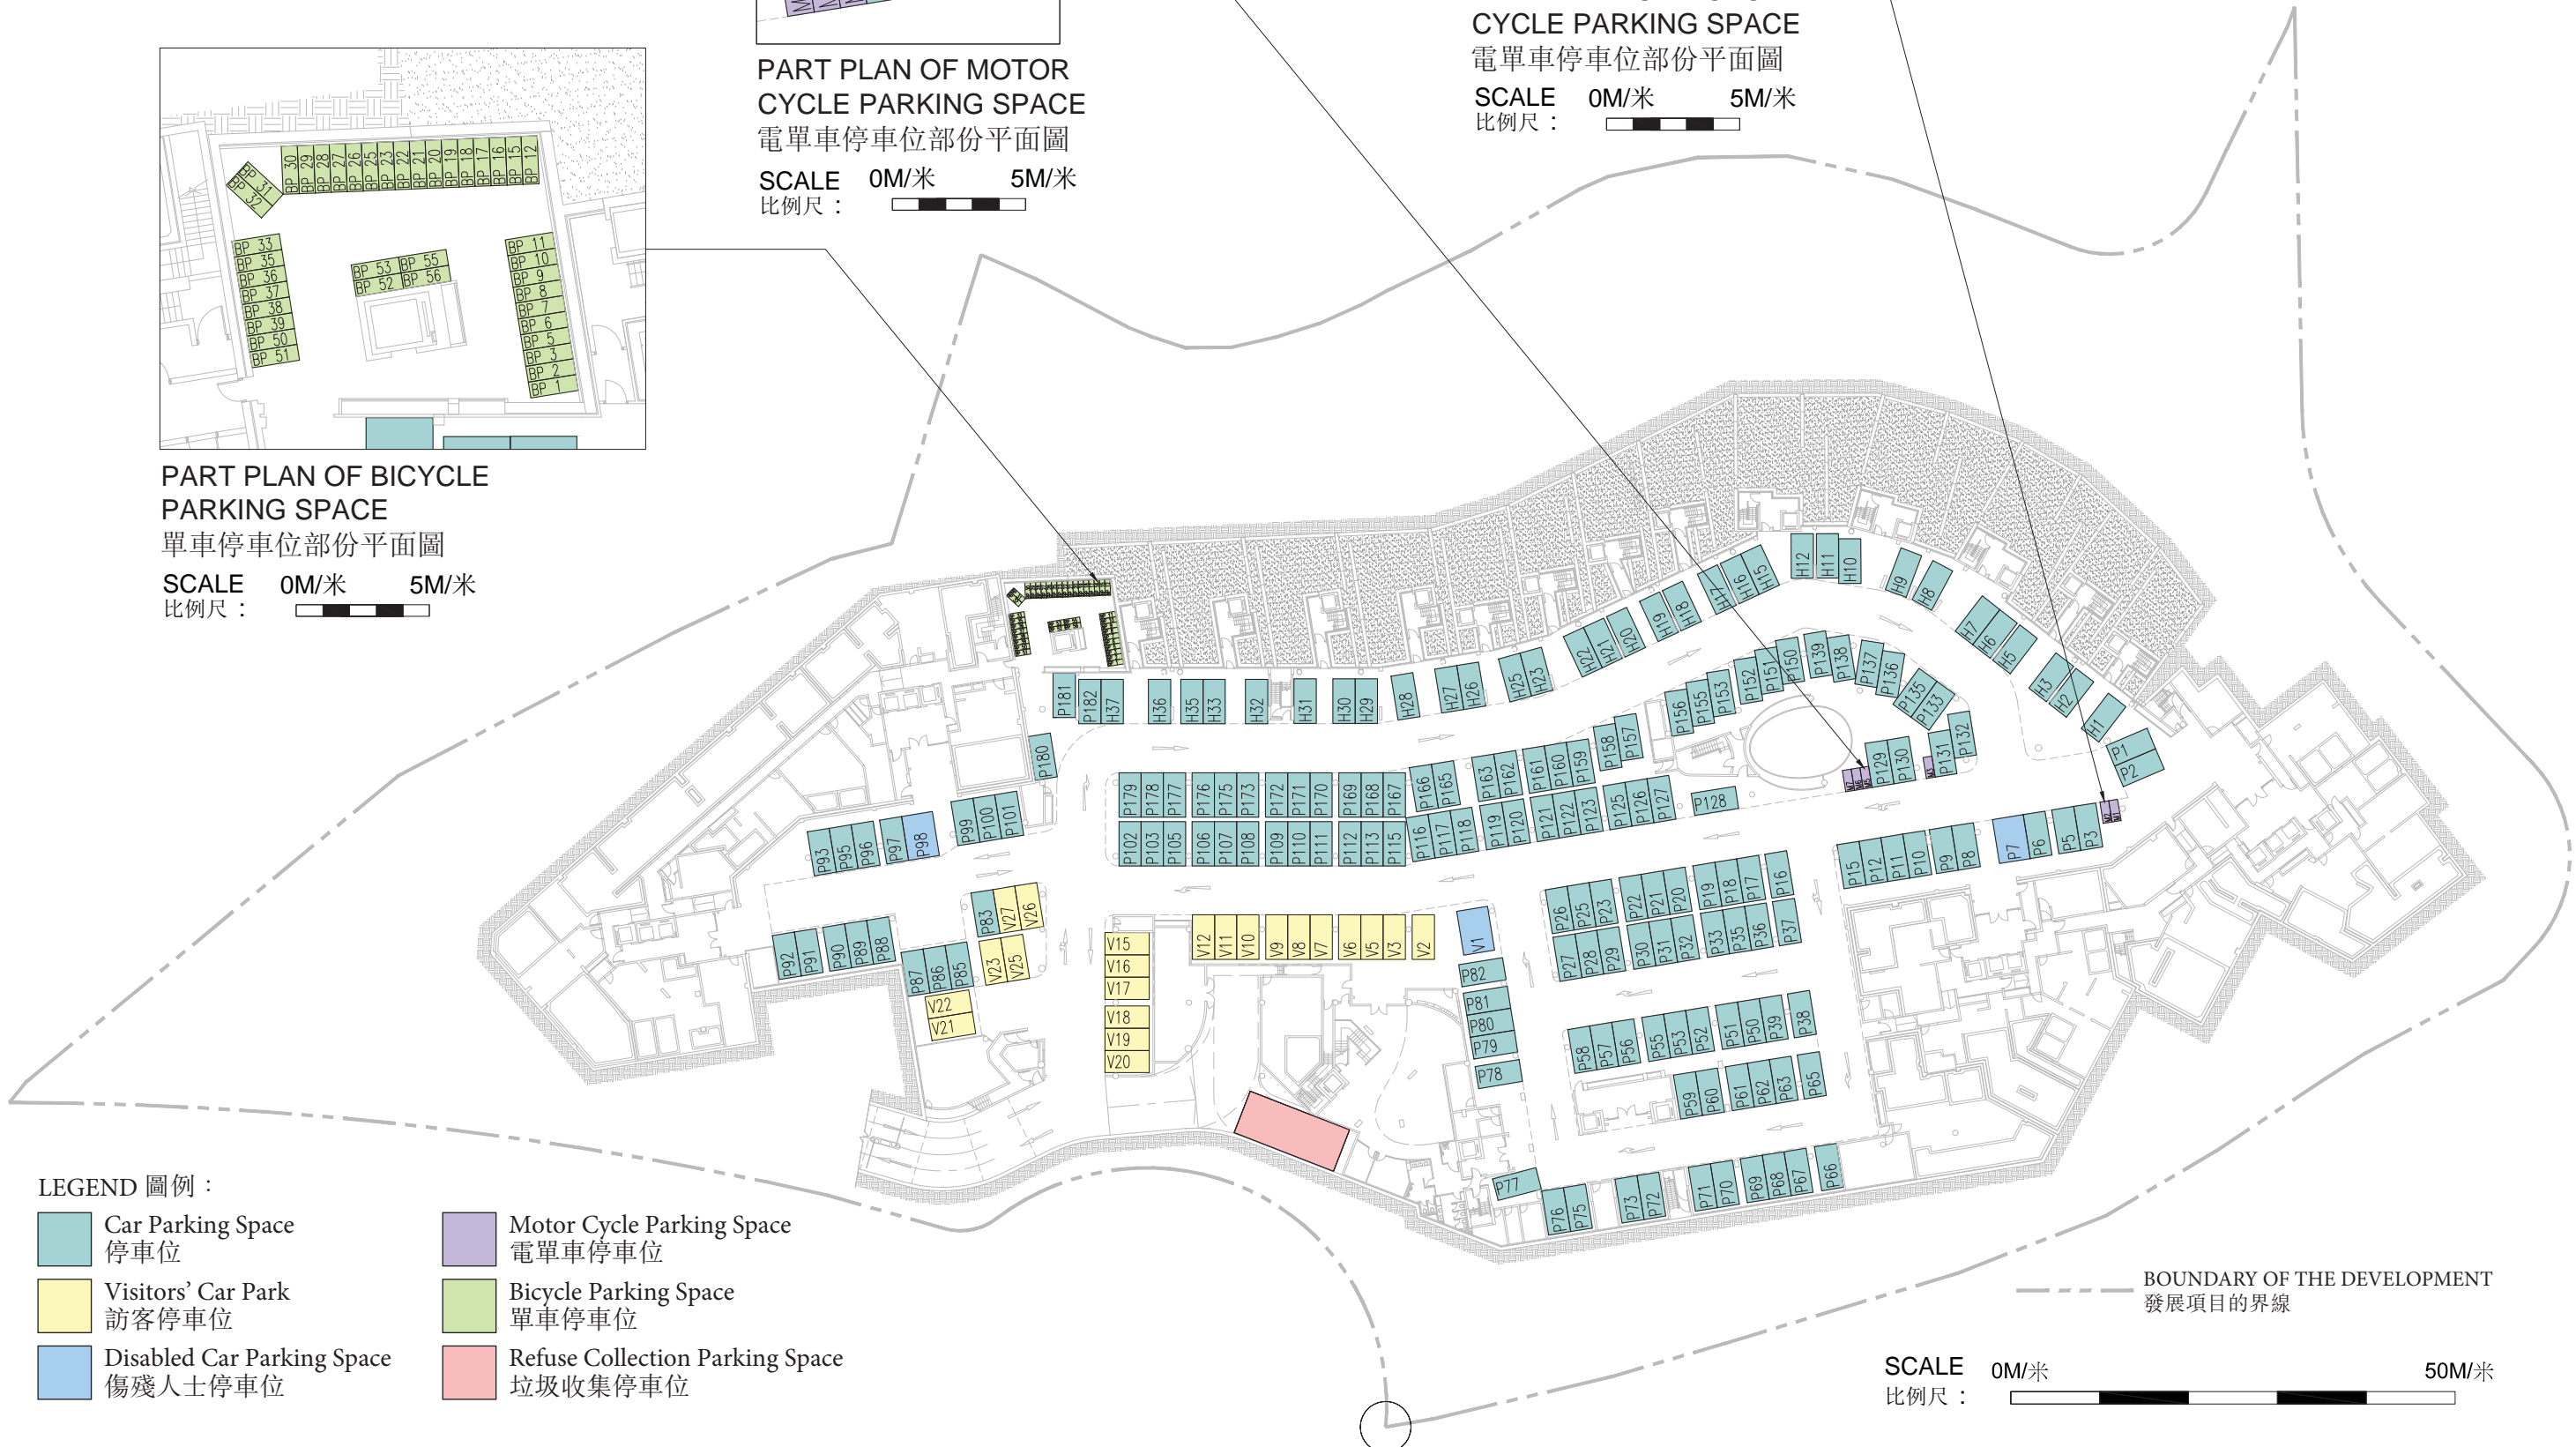 PART PLAN OF MOTOR
CYCLE PARKING SPACE
電單車停車位部份平面圖
SCALE 0M/米 5M/米
比例尺：
CYCLE PARKING SPACE
電單車停車位部份平面圖
SCALE 0M/米 5M/米
比例尺：
BP 30 BP 29 BP 28 BP 27 BP 26 BP 25 BP 23 BP 22 BP 21 BP 20 BP 19 BP 18 BP 17 BP 16 BP 15 BP 12
BP 31
BP 32
BP 33
BP 35
BP 36
BP 37
BP 38
BP 39
BP 50
BP 51
BP 53 BP 55
BP 52 BP 56
BP 11
BP 10
BP 9
BP 8
BP 7
BP 6
BP 5
BP 3
BP 2
BP 1
PART PLAN OF BICYCLE
PARKING SPACE
單車停車位部份平面圖
SCALE 0M/米 5M/米
比例尺：
H12 H11 H10
H9 H8
H17 H16 H15
H19 H18
H22 H21 H20
H7 H6 H5
H3 H2
H1
P1
P2
P181
P182 H37 H36 H35 H33 H32 H31 H30 H29 H28 H27 H26 H25 H23
P156 P155 P153 P152 P151 P150 P139 P138 P137 P136 P135 P133
P132
P131
P129 P130
P180
P179 P178 P177 P176 P175 P173 P172 P171 P170 P169 P168 P167 P166 P165 P163 P162 P161 P160 P159 P158 P157
P102 P103 P105 P106 P107 P108 P109 P110 P111 P112 P113 P115 P116 P117 P118 P119 P120 P121 P122 P123 P125 P126 P127
P128
M2
P93 P95 P96 P97 P98 P99 P100 P101
P15 P12 P11 P10 P9 P8 P7 P6 P5 P3
P83 V27 V26
P26 P25 P23 P22 P21 P20 P19 P18 P17 P16
P27 P28 P29 P30 P31 P32 P33 P35 P36 P37
V12 V11 V10 V9 V8 V7 V6 V5 V3 V2
V1
P92 P91 P90 P89 P88
P87 P86 P85
V23 V25
V22
V21
V15
V16
V17
V18
V19
V20
P82
P81
P80
P79
P78
P58 P57 P56 P55 P53 P52 P51 P50 P39 P38
P59 P60 P61 P62 P63 P65
P77
P76 P75 P73 P72 P71 P70 P69 P68 P67 P66
LEGEND 圖例：
Car Parking Space
停車位
Visitors’ Car Park
訪客停車位
Disabled Car Parking Space
傷殘人士停車位
Motor Cycle Parking Space
電單車停車位
Bicycle Parking Space
單車停車位
Refuse Collection Parking Space
垃圾收集停車位
BOUNDARY OF THE DEVELOPMENT
發展項目的界線
SCALE 0M/米 50M/米
比例尺：